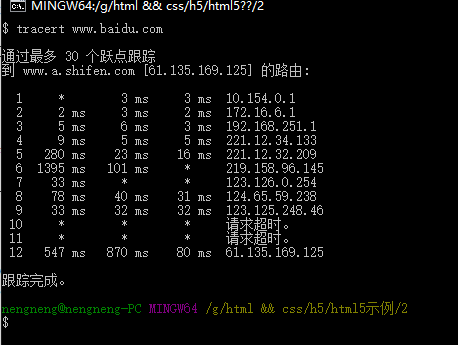 MINGW64:/g/html && css/h5/html5??/2
$ tracert www.baidu.com
通过最多 30 个跃点跟踪
到 www.a.shifen.com [61.135.169.125] 的路由:
1 * 3 ms 3 ms 10.154.0.1
2 2 ms 3 ms 2 ms 172.16.6.1
3 5 ms 6 ms 3 ms 192.168.251.1
4 9 ms 5 ms 5 ms 221.12.34.133
5 280 ms 23 ms 16 ms 221.12.32.209
6 1395 ms 101 ms * 219.158.96.145
7 33 ms * * 123.126.0.254
8 78 ms 40 ms 31 ms 124.65.59.238
9 33 ms 32 ms 32 ms 123.125.248.46
10 * * * 请求超时。
11 * * * 请求超时。
12 547 ms 870 ms 80 ms 61.135.169.125
跟踪完成。
nengneng@nengneng-PC MINGW64 /g/html && css/h5/html5示例/2
$